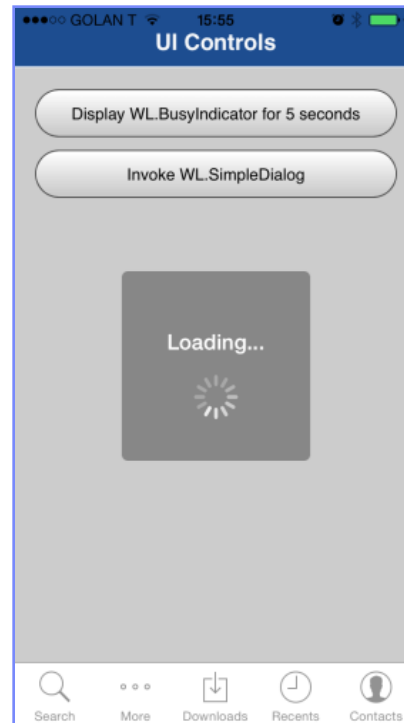 GOLAN T 15:55
UI Controls
Display WL.BusyIndicator for 5 seconds
Invoke WL.SimpleDialog
Loading...
Search More Downloads Recents Contacts